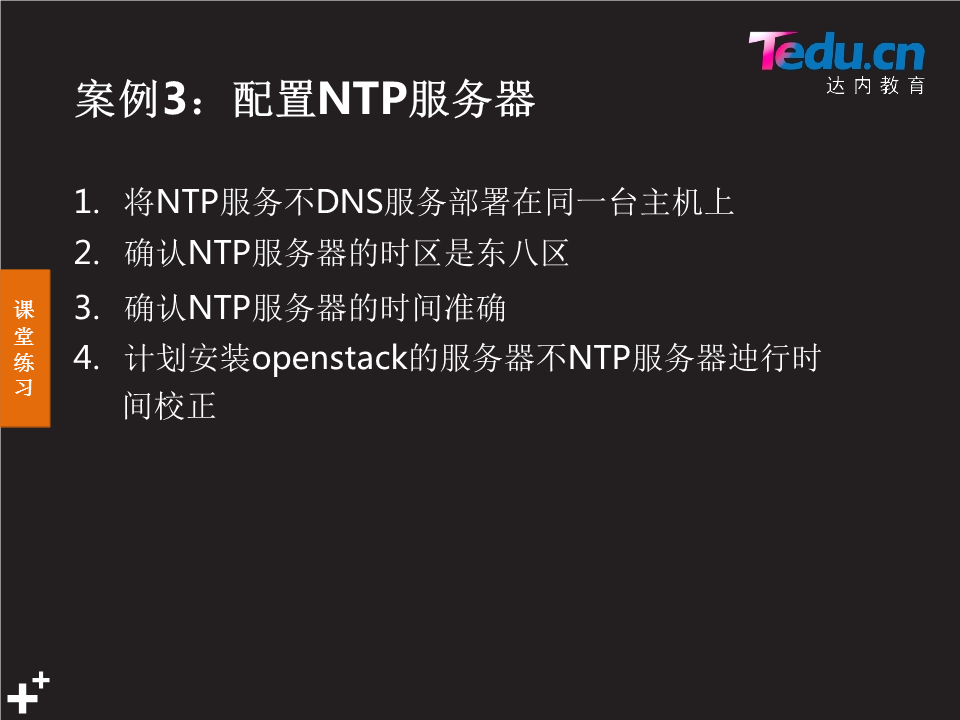 Tedu.cn
达内教育
案例3：配置NTP服务器
1. 将NTP服务不DNS服务部署在同一台主机上
2. 确认NTP服务器的时区是东八区
3. 确认NTP服务器的时间准确
4. 计划安装openstack的服务器不NTP服务器迚行时
间校正
课
堂
练
习